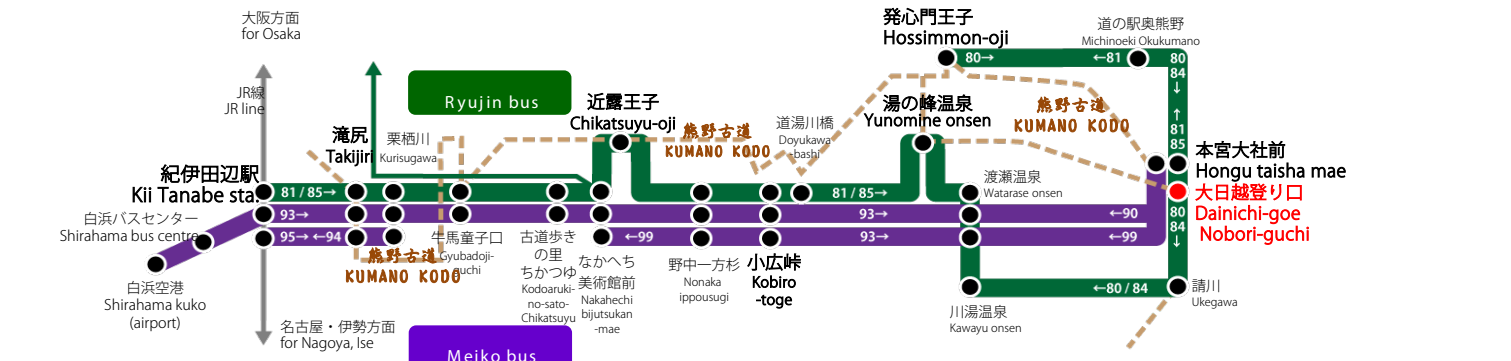 大阪方面
for Osaka
JR線
JR line
Ryujin bus
滝尻
Takijiri
栗栖川
Kurisugawa
近露王子
Chikatsuyu-oji
熊野古道
KUMANO KODO
道湯川橋
Doyukawa
-bashi
発心門王子
Hossimmon-oji
道の駅奥熊野
Michinoeki Okukumano
80→
←81
80
84
↓
↑
81
85
湯の峰温泉
Yunomine onsen
熊野古道
KUMANO KODO
本宮大社前
Hongu taisha mae
大日越登り口
Dainichi-goe
Nobori-guchi
80
84
↓
紀伊田辺駅
Kii Tanabe sta.
81 / 85→
81 / 85→
渡瀬温泉
Watarase onsen
93→
93→
←90
95→ ←94
←99
93→
←99
白浜バスセンター
Shirahama bus centre
白浜空港
Shirahama kuko
(airport)
熊野古道
KUMANO KODO
牛馬童子口
Gyubadoji-
guchi
古道歩き
の里
ちかつゆ
Kodoaruki-
no-sato-
Chikatsuyu
なかへち
美術館前
Nakahechi
bijutsukan
-mae
野中一方杉
Nonaka
ippousugi
小広峠
Kobiro
-toge
←80 / 84
川湯温泉
Kawayu onsen
請川
Ukegawa
名古屋・伊勢方面
for Nagoya, Ise
Meiko bus